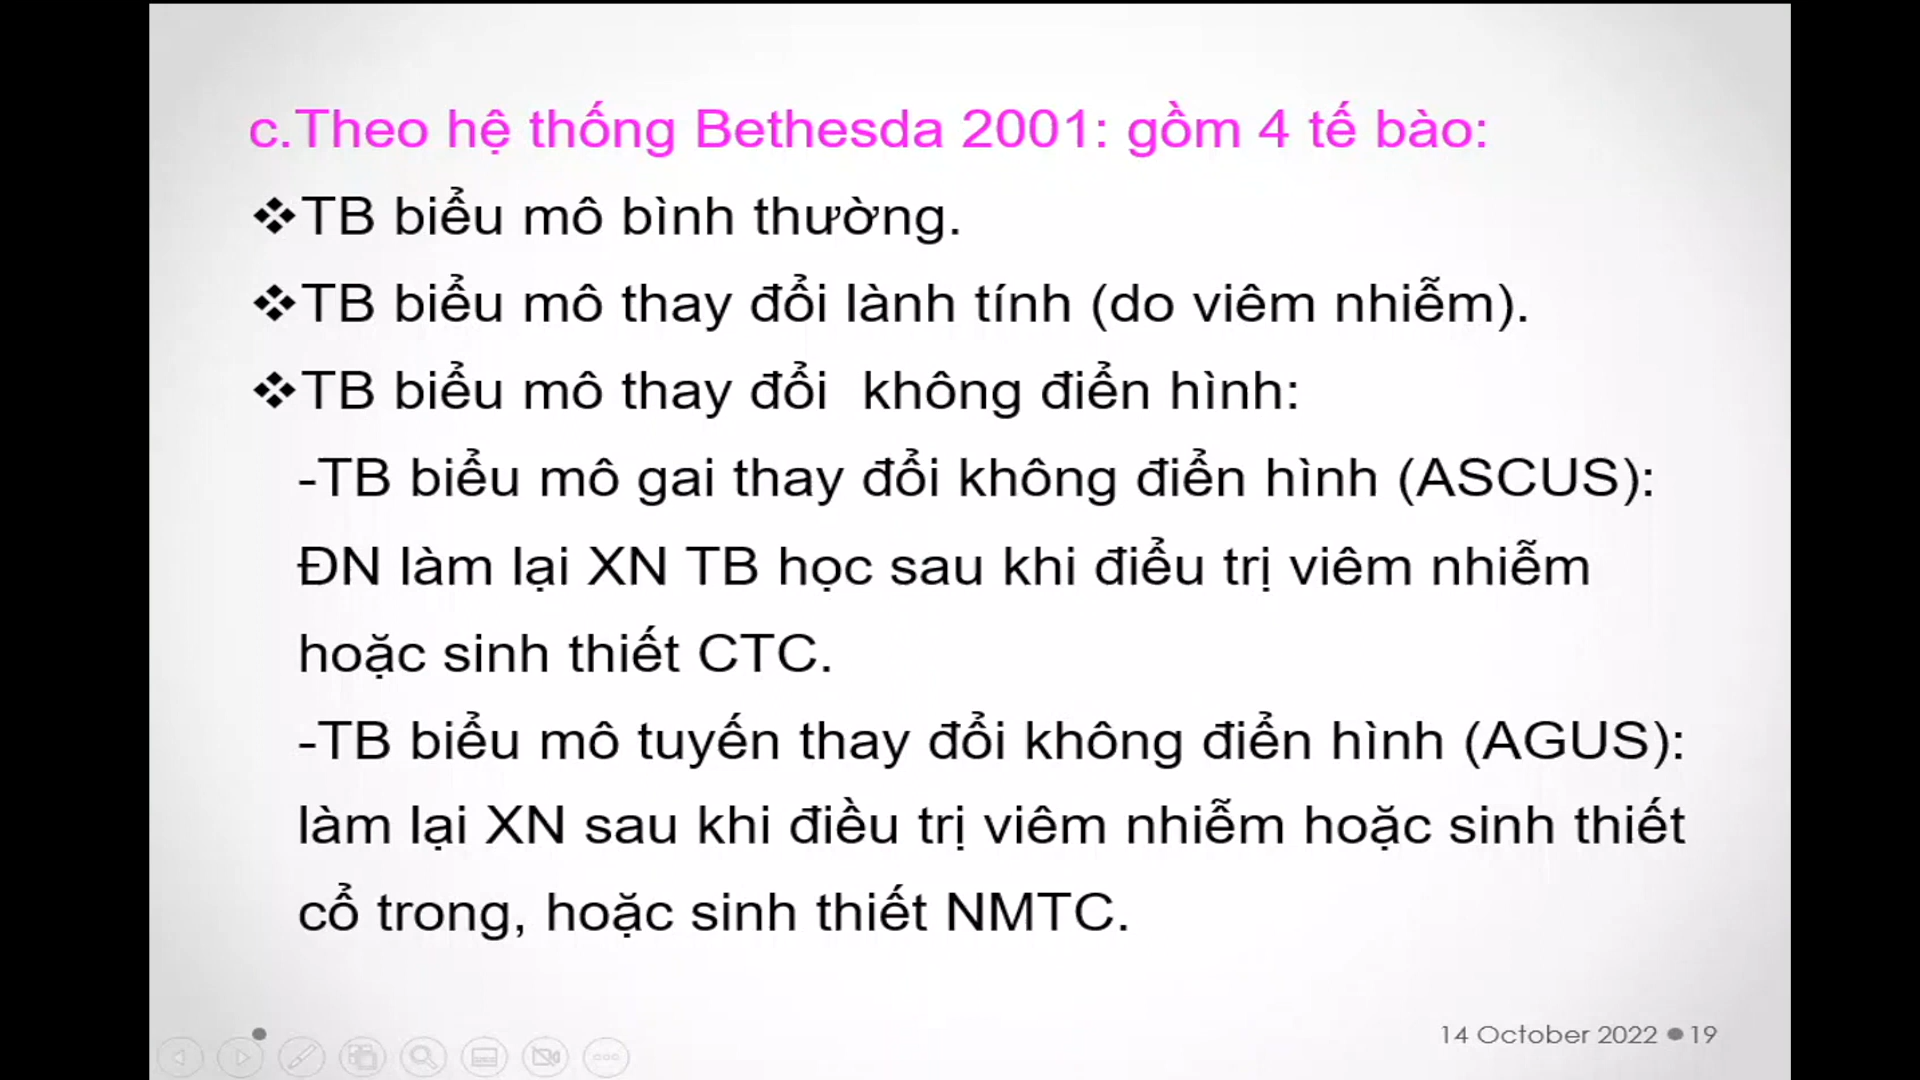 c.Theo hệ thống Bethesda 2001: gồm 4 tế bào:
❖TB biểu mô bình thường.
❖TB biểu mô thay đổi lành tính (do viêm nhiễm).
❖TB biểu mô thay đổi  không điển hình:
-TB biểu mô gai thay đổi không điển hình (ASCUS):
ĐN làm lại XN TB học sau khi điểu trị viêm nhiễm
hoặc sinh thiết CTC.
-TB biểu mô tuyến thay đổi không điển hình (AGUS):
làm lại XN sau khi điều trị viêm nhiễm hoặc sinh thiết
cổ trong, hoặc sinh thiết NMTC.
14 October 2022 ●19